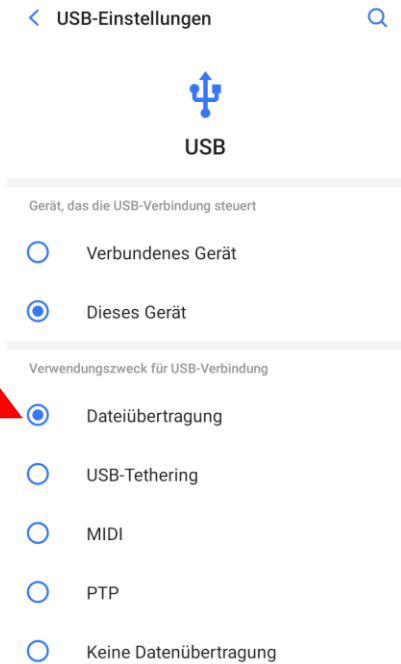 USB-Einstellungen
USB
Gerät, das die USB-Verbindung steuert
Verbundenes Gerät
Dieses Gerät
Verwendungszweck für USB-Verbindung
Dateiübertragung
USB-Tethering
MIDI
PTP
Keine Datenübertragung